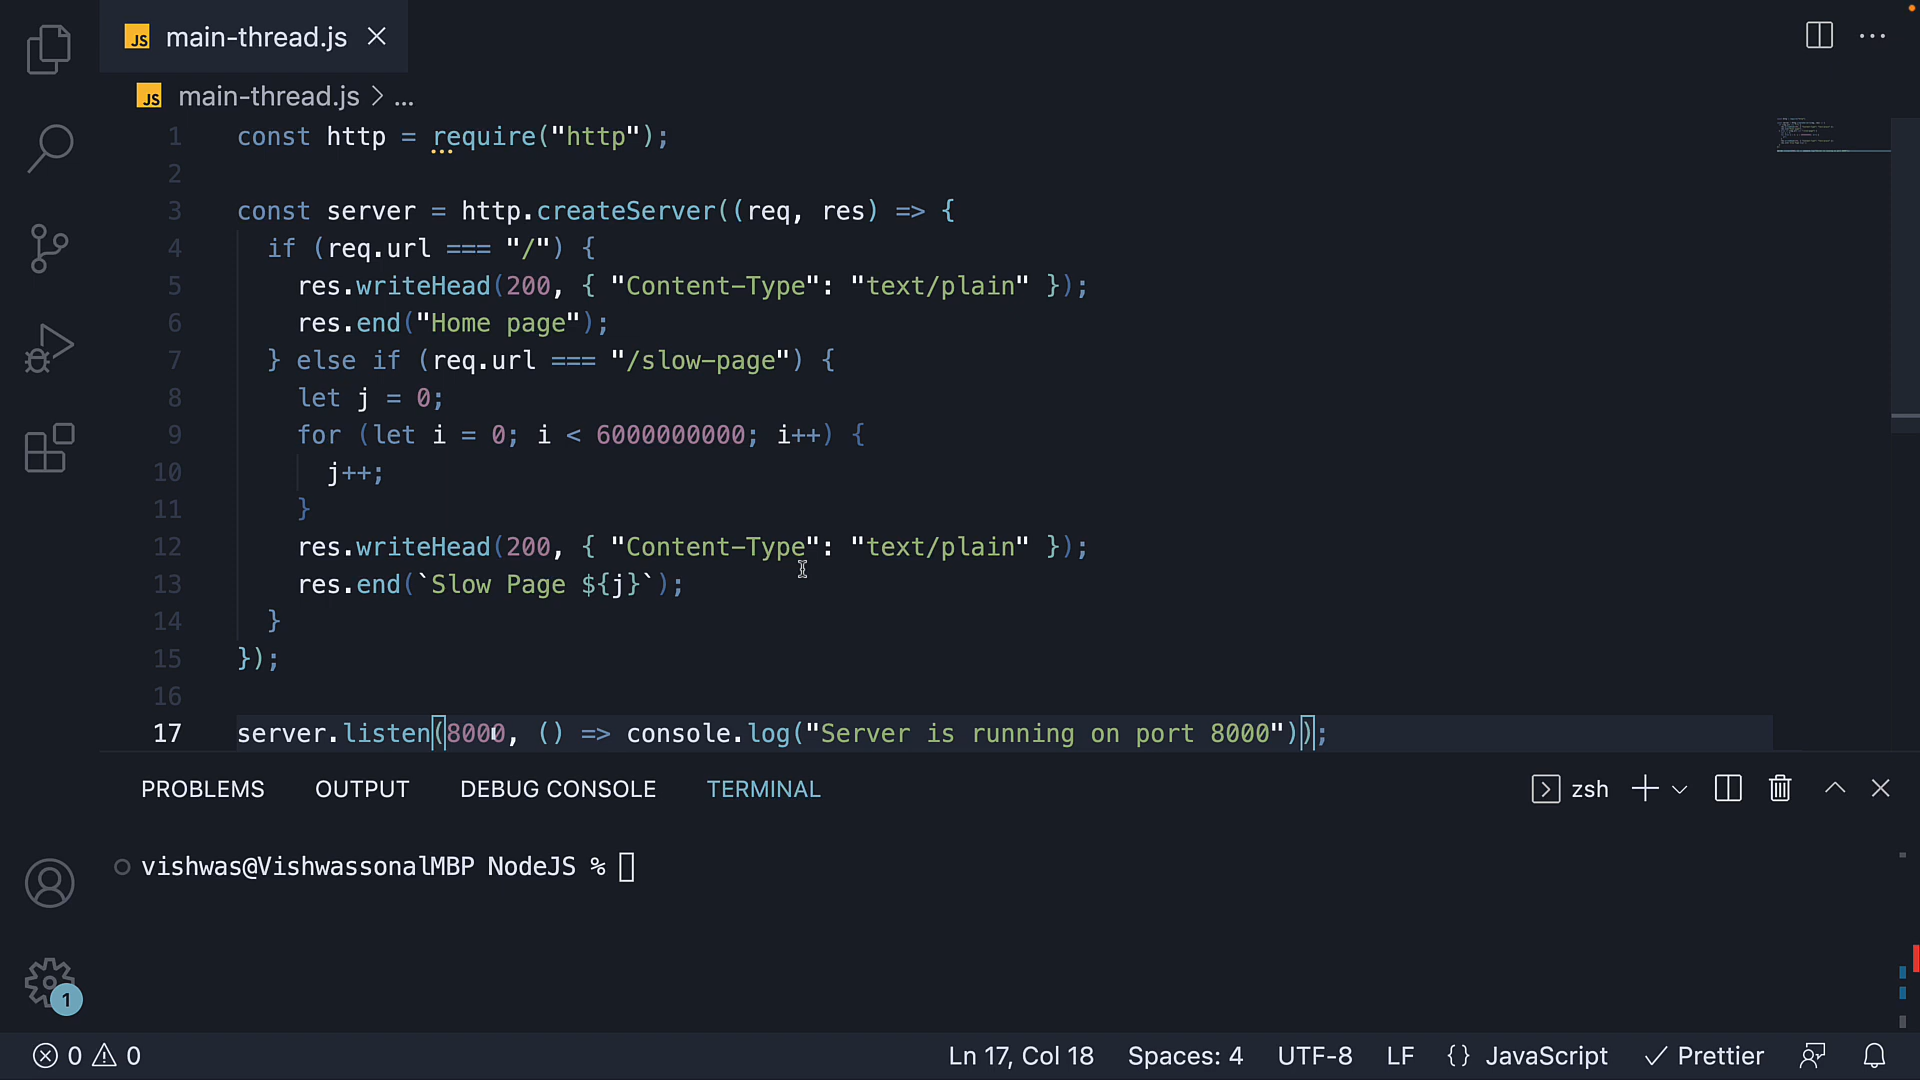 JS main-thread.js
JS main-thread.js > ...
1 const http = require("http");
2
3 const server = http.createServer((req, res) => {
4 if (req.url === "/") {
5 res.writeHead(200, { "Content-Type": "text/plain" });
6 res.end("Home page");
7 } else if (req.url === "/slow-page") {
8 let j = 0;
9 for (let i = 0; i < 6000000000; i++) {
10 j++;
11 }
12 res.writeHead(200, { "Content-Type": "text/plain" });
13 res.end(`Slow Page ${j}`);
14 }
15 });
16
17 server.listen(8000, () => console.log("Server is running on port 8000"));
PROBLEMS OUTPUT DEBUG CONSOLE TERMINAL zsh
vishwas@VishwassonalMBP NodeJS %
1
0 0 Ln 17, Col 18 Spaces: 4 UTF-8 LF {} JavaScript Prettier